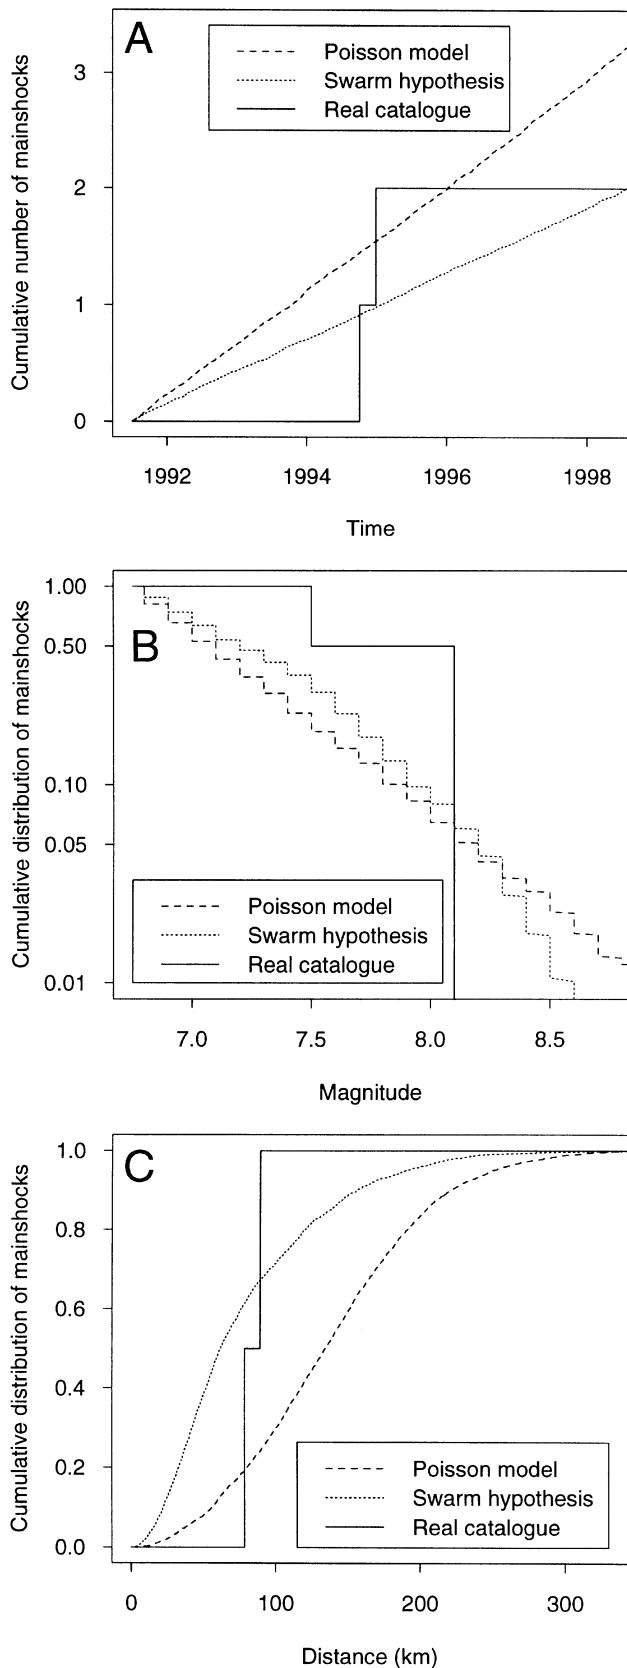 A
Poisson model
Swarm hypothesis
Real catalogue
Cumulative number of mainshocks
3
2
1
0
1992 1994 1996 1998
Time
B
Cumulative distribution of mainshocks
1.00
0.50
0.10
0.05
0.01
Poisson model
Swarm hypothesis
Real catalogue
7.0 7.5 8.0 8.5
Magnitude
C
Cumulative distribution of mainshocks
1.0
0.8
0.6
0.4
0.2
0.0
Poisson model
Swarm hypothesis
Real catalogue
0 100 200 300
Distance (km)